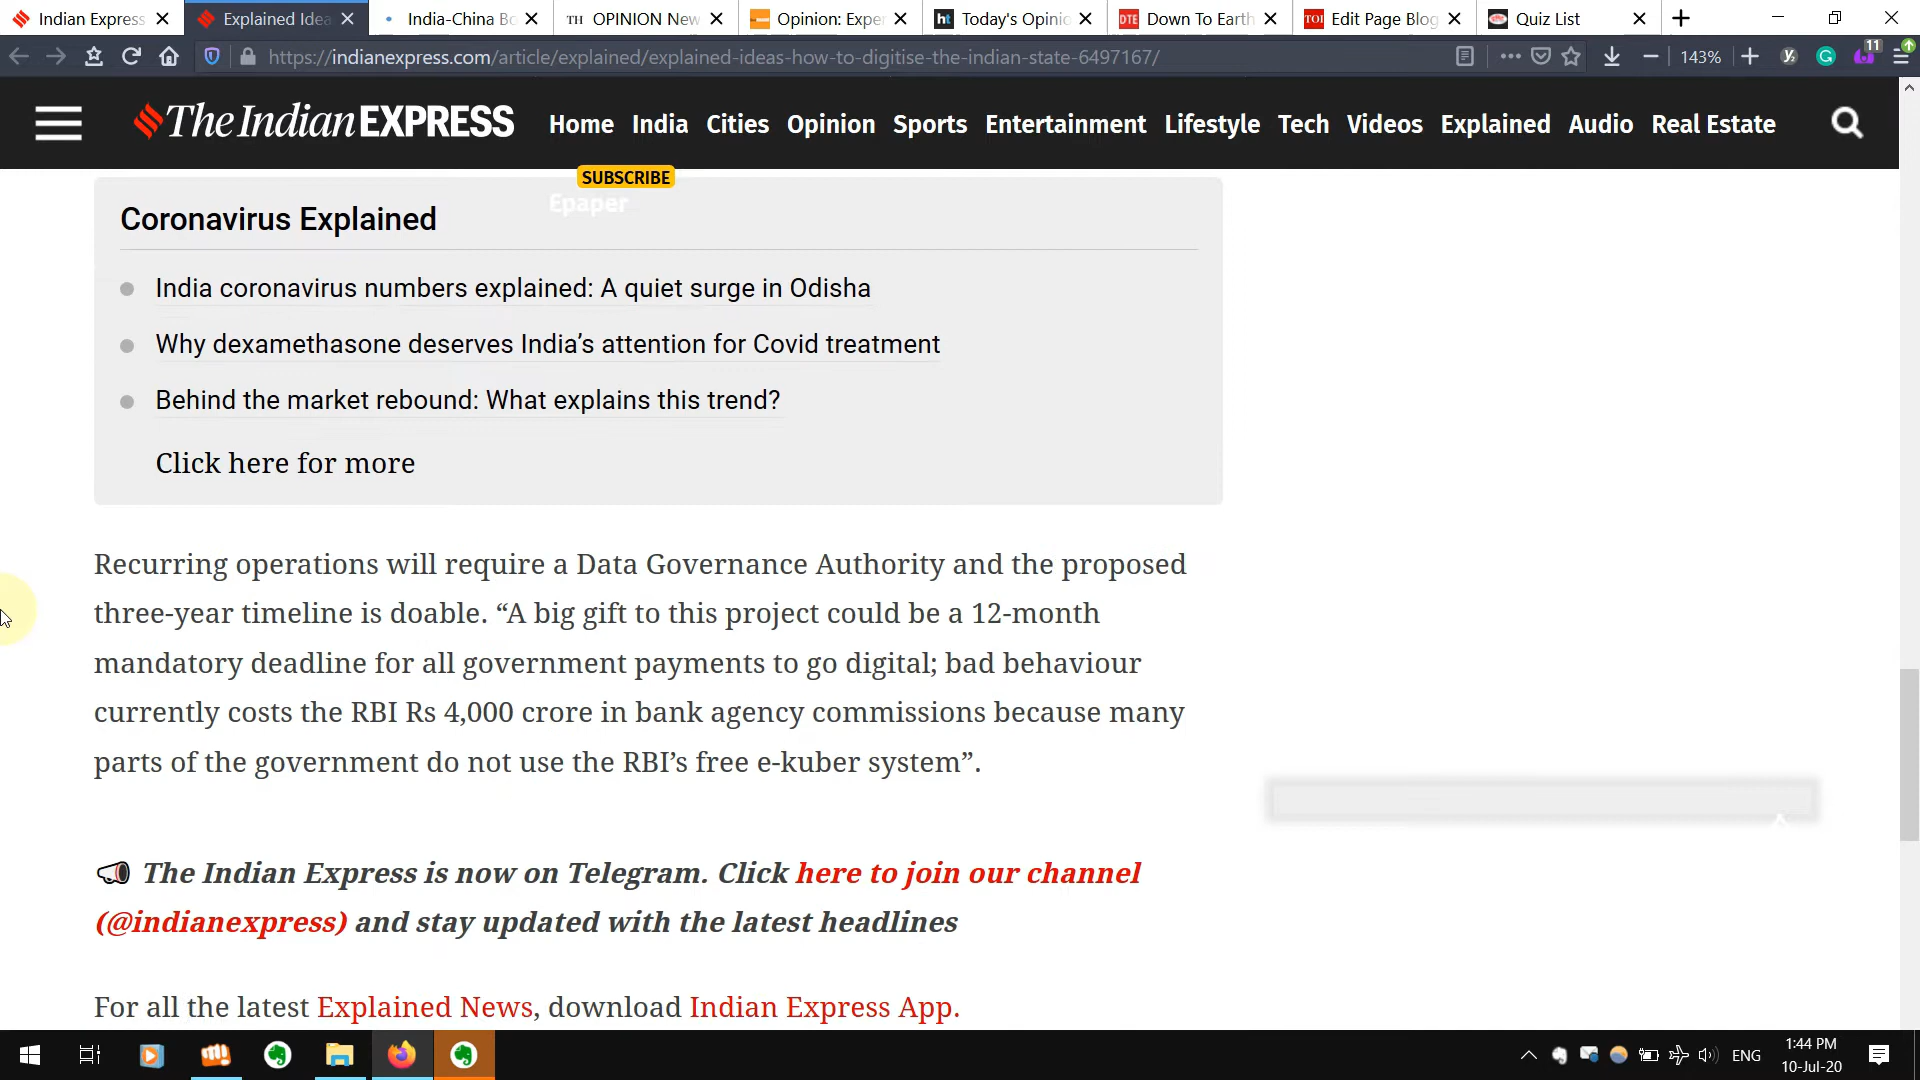 Indian Express
Explained Idea
India-China Bo
TH OPINION New
Opinion: Exper
ht Today's Opinio
DTE Down To Earth
TOI Edit Page Blog
Quiz List
https://indianexpress.com/article/explained/explained-ideas-how-to-digitise-the-indian-state-6497167/
143%
11
The Indian EXPRESS
Home India Cities Opinion Sports Entertainment Lifestyle Tech Videos Explained Audio Real Estate
SUBSCRIBE
Epaper
Coronavirus Explained
India coronavirus numbers explained: A quiet surge in Odisha
Why dexamethasone deserves India’s attention for Covid treatment
Behind the market rebound: What explains this trend?
Click here for more
Recurring operations will require a Data Governance Authority and the proposed
three-year timeline is doable. “A big gift to this project could be a 12-month
mandatory deadline for all government payments to go digital; bad behaviour
currently costs the RBI Rs 4,000 crore in bank agency commissions because many
parts of the government do not use the RBI’s free e-kuber system”.
The Indian Express is now on Telegram. Click here to join our channel
(@indianexpress) and stay updated with the latest headlines
For all the latest Explained News, download Indian Express App.
ENG
1:44 PM
10-Jul-20